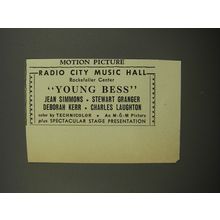 MOTION PICTURE
RADIO CITY MUSIC HALL
Rockefeller Center
"YOUNG BESS"
JEAN SIMMONS • STEWART GRANGER
DEBORAH KERR • CHARLES LAUGHTON
color by TECHNICOLOR • An M-G-M Picture
plus SPECTACULAR STAGE PRESENTATION